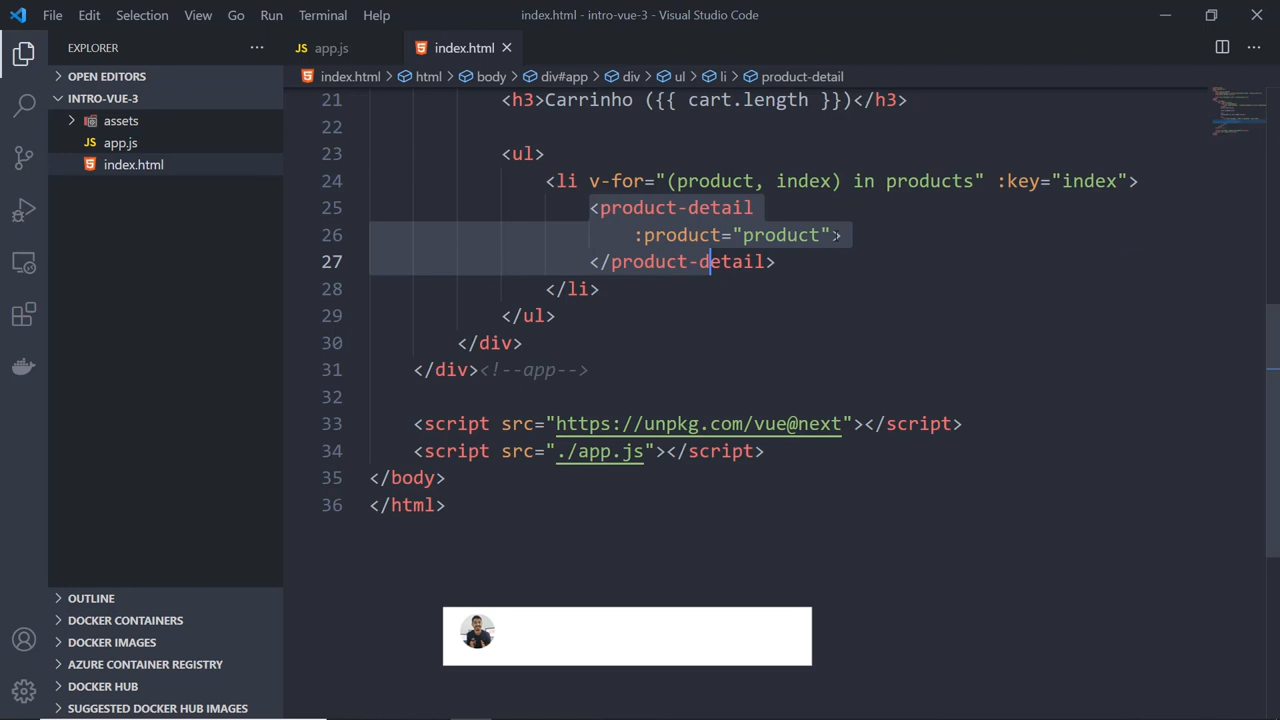 File Edit Selection View Go Run Terminal Help
index.html - intro-vue-3 - Visual Studio Code
EXPLORER
JS app.js
index.html
OPEN EDITORS
index.html > html > body > div#app > div > ul > li > product-detail
INTRO-VUE-3
assets
app.js
index.html
21 <h3>Carrinho ({{ cart.length }})</h3>
22
23 <ul>
24 <li v-for="(product, index) in products" :key="index">
25 <product-detail
26 :product="product">
27 </product-detail>
28 </li>
29 </ul>
30 </div>
31 </div><!--app-->
32
33 <script src="https://unpkg.com/vue@next"></script>
34 <script src="./app.js"></script>
35 </body>
36 </html>
OUTLINE
DOCKER CONTAINERS
DOCKER IMAGES
AZURE CONTAINER REGISTRY
DOCKER HUB
SUGGESTED DOCKER HUB IMAGES